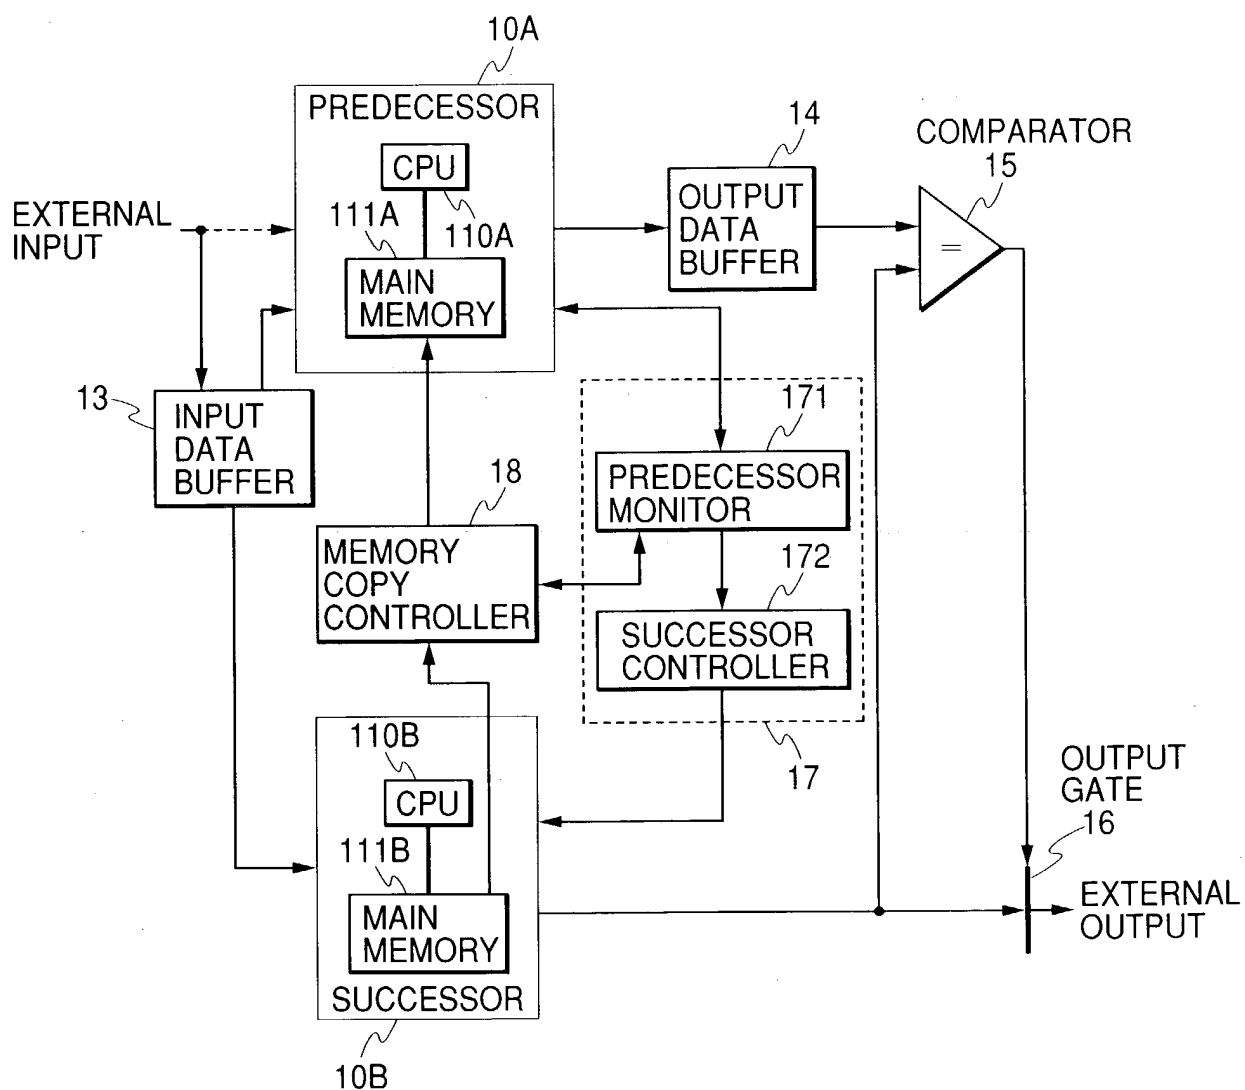 10A
PREDECESSOR
CPU
110A
111A
MAIN
MEMORY
EXTERNAL
INPUT
14
OUTPUT
DATA
BUFFER
COMPARATOR
15
=
13
INPUT
DATA
BUFFER
18
MEMORY
COPY
CONTROLLER
171
PREDECESSOR
MONITOR
172
SUCCESSOR
CONTROLLER
17
110B
CPU
111B
MAIN
MEMORY
SUCCESSOR
10B
OUTPUT
GATE
16
EXTERNAL
OUTPUT